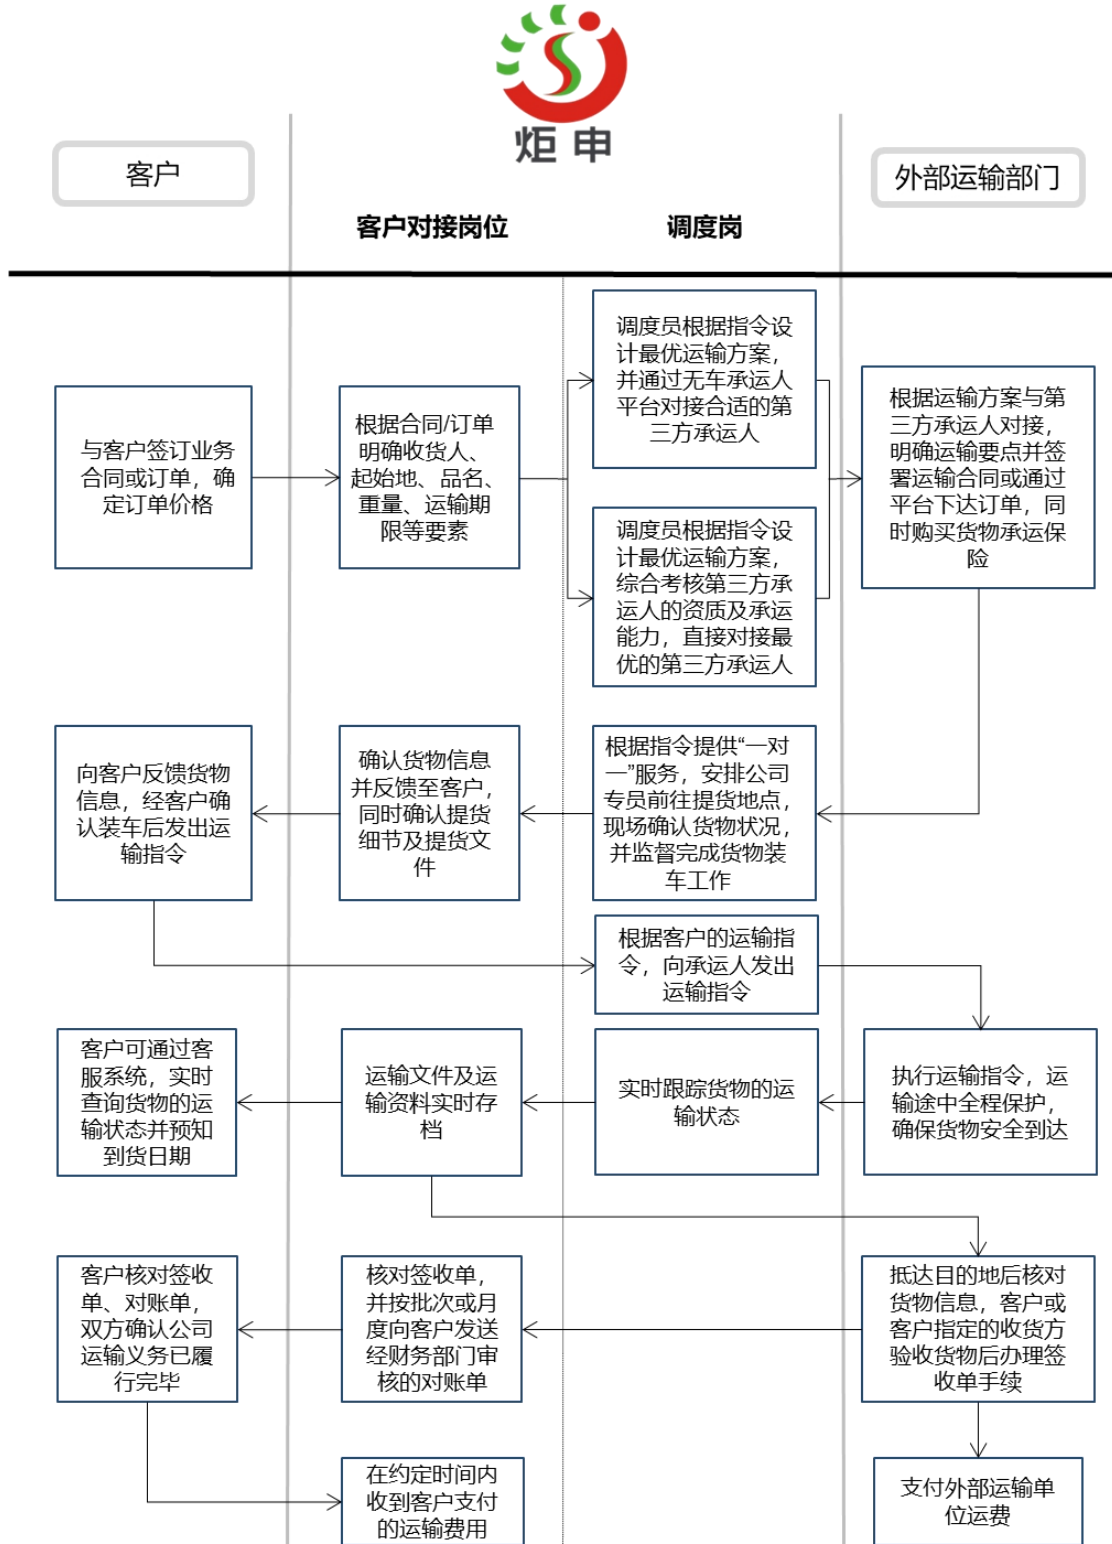 炬申
客户
外部运输部门
客户对接岗位
调度岗
与客户签订业务
合同或订单，确
定订单价格
根据合同/订单
明确收货人、
起始地、品名、
重量、运输期
限等要素
调度员根据指令设
计最优运输方案，
并通过无车承运人
平台对接合适的第
三方承运人
调度员根据指令设
计最优运输方案，
综合考核第三方承
运人的资质及承运
能力，直接对接最
优的第三方承运人
根据运输方案与第
三方承运人对接，
明确运输要点并签
署运输合同或通过
平台下达订单，同
时购买货物承运保
险
向客户反馈货物
信息，经客户确
认装车后发出运
输指令
确认货物信息
并反馈至客户，
同时确认提货
细节及提货文
件
根据指令提供“一对
一”服务，安排公司
专员前往提货地点，
现场确认货物状况，
并监督完成货物装
车工作
根据客户的运输指
令，向承运人发出
运输指令
客户可通过客
服系统，实时
查询货物的运
输状态并预知
到货日期
运输文件及运
输资料实时存
档
实时跟踪货物的运
输状态
执行运输指令，运
输途中全程保护，
确保货物安全到达
客户核对签收
单、对账单，
双方确认公司
运输义务已履
行完毕
核对签收单，
并按批次或月
度向客户发送
经财务部门审
核的对账单
抵达目的地后核对
货物信息，客户或
客户指定的收货方
验收货物后办理签
收单手续
在约定时间内
收到客户支付
的运输费用
支付外部运输单
位运费